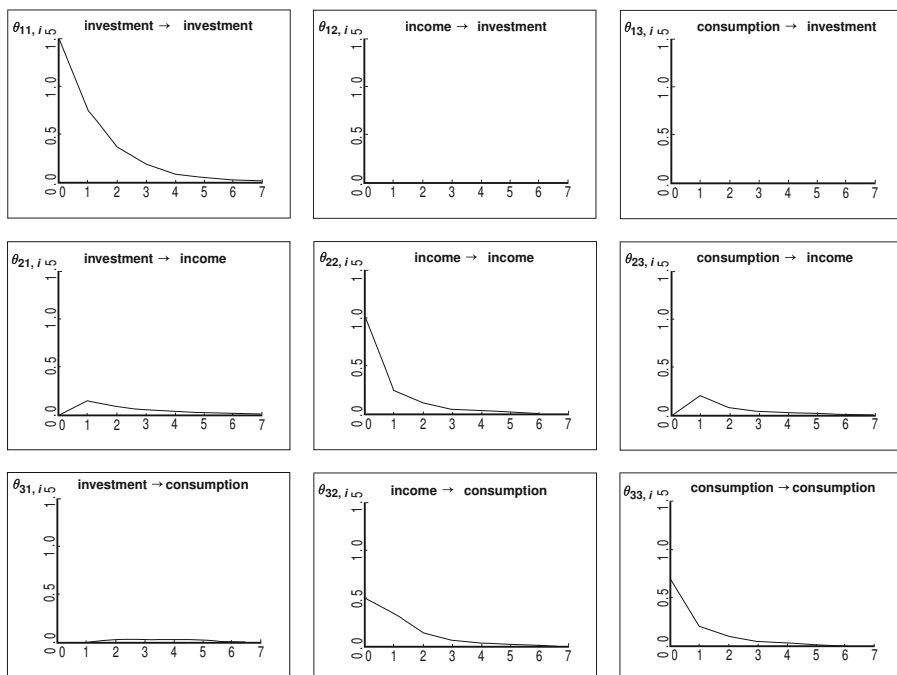 θ11, i investment → investment
1.5
1.0
0.5
0.0
0 1 2 3 4 5 6 7
θ12, i income → investment
1.5
1.0
0.5
0.0
0 1 2 3 4 5 6 7
θ13, i consumption → investment
1.5
1.0
0.5
0.0
0 1 2 3 4 5 6 7
θ21, i investment → income
1.5
1.0
0.5
0.0
0 1 2 3 4 5 6 7
θ22, i income → income
1.5
1.0
0.5
0.0
0 1 2 3 4 5 6 7
θ23, i consumption → income
1.5
1.0
0.5
0.0
0 1 2 3 4 5 6 7
θ31, i investment → consumption
1.5
1.0
0.5
0.0
0 1 2 3 4 5 6 7
θ32, i income → consumption
1.5
1.0
0.5
0.0
0 1 2 3 4 5 6 7
θ33, i consumption → consumption
1.5
1.0
0.5
0.0
0 1 2 3 4 5 6 7